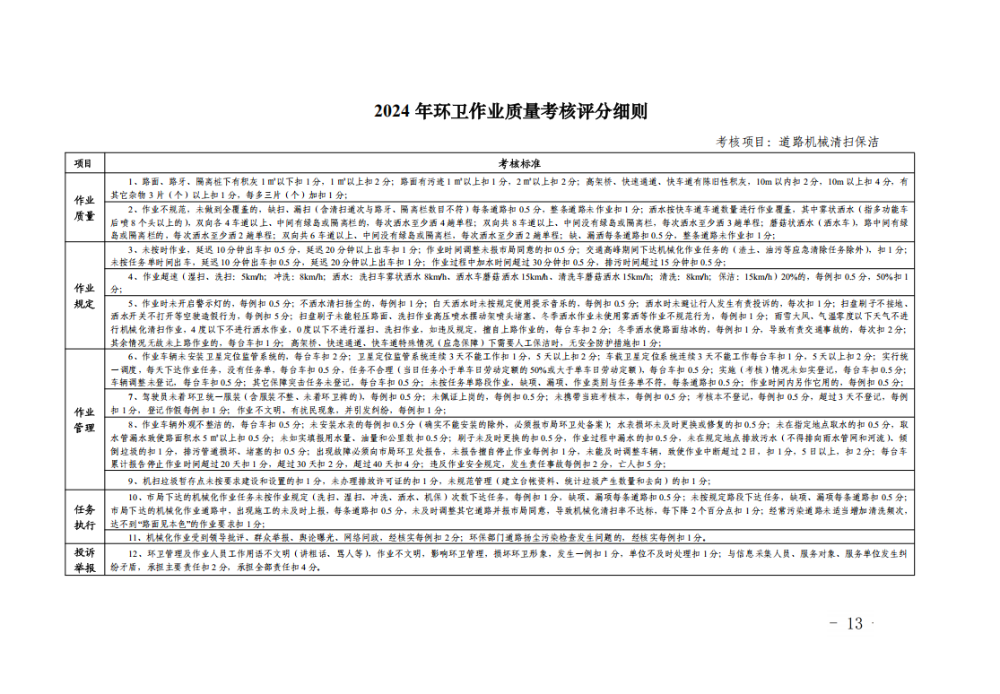 2024 年环卫作业质量考核评分细则
考核项目：道路机械清扫保洁
项目
考核标准
作业
质量
1、路面、路牙、隔离桩下有积灰 1㎡以下扣 1 分，1㎡以上扣 2 分；路面有污迹 1㎡以上扣 1 分，2㎡以上扣 2 分；高架桥、快速通道、快车道有陈旧性积灰，10m 以内扣 2 分，10m 以上扣 4 分，有
其它杂物 3 片（个）以上扣 1 分，每多三片（个）加扣 1 分；
2、作业不规范，未做到全覆盖的，缺扫、漏扫（含清扫道次与路牙、隔离栏数目不符）每条道路扣 0.5 分，整条道路未作业扣 1 分；洒水按快车道车道数量进行作业覆盖，其中雾状洒水（指多功能车
后喷 8 个头以上的），双向各 4 车道以上、中间有绿岛或隔离栏的，每次洒水至少洒 4 趟单程；双向共 8 车道以上、中间没有绿岛或隔离栏，每次洒水至少洒 3 趟单程；蘑菇状洒水（洒水车），路中间有绿
岛或隔离栏的，每次洒水至少洒 2 趟单程；双向共 6 车道以上、中间没有绿岛或隔离栏，每次洒水至少洒 2 趟单程；缺、漏洒每条道路扣 0.5 分，整条道路未作业扣 1 分；
作业
规定
3、未按时作业，延迟 10 分钟出车扣 0.5 分，延迟 20 分钟以上出车扣 1 分；作业时间调整未报市局同意的扣 0.5 分；交通高峰期间下达机械化作业任务的（渣土、油污等应急清除任务除外），扣 1 分；
未按任务单时间出车，延迟 10 分钟出车扣 0.5 分，延迟 20 分钟以上出车扣 1 分；作业过程中加水时间超过 30 分钟扣 0.5 分，排污时间超过 15 分钟扣 0.5 分；
4、作业超速（湿扫、洗扫：5km/h；冲洗：8km/h；洒水：洗扫车雾状洒水 8km/h、洒水车蘑菇洒水 15km/h、清洗车蘑菇洒水 15km/h；清洗：8km/h；保洁：15km/h）20%的，每例扣 0.5 分，50%扣 1
分；
5、作业时未开启警示灯的，每例扣 0.5 分；不洒水清扫扬尘的，每例扣 1 分；白天洒水时未按规定使用提示音乐的，每例扣 0.5 分；洒水时未避让行人发生有责投诉的，每次扣 1 分；扫盘刷子不接地、
洒水开关不打开等空驶造假行为，每例扣 5 分；扫盘刷子未能轻压路面、洗扫作业高压喷水摆动架喷头堵塞、冬季洒水作业未使用雾洒等作业不规范行为，每例扣 1 分；雨雪大风、气温零度以下天气不进
行机械化清扫作业，4 度以下不进行洒水作业，0 度以下不进行湿扫、洗扫作业，如违反规定，擅自上路作业的，每台车扣 2 分；冬季洒水使路面结冰的，每例扣 1 分，导致有责交通事故的，每次扣 2 分；
其余情况无故未上路作业的，每台车扣 1 分；高架桥、快速通道、快车道特殊情况（应急保障）下需要人工保洁时，无安全防护措施扣 1 分；
作业
管理
6、作业车辆未安装卫星定位监管系统的，每台车扣 2 分；卫星定位监管系统连续 3 天不能工作扣 1 分，5 天以上扣 2 分；车载卫星定位系统连续 3 天不能工作每台车扣 1 分，5 天以上扣 2 分；实行统
一调度，每天下达作业任务，没有任务单，每台车扣 0.5 分，任务不合理（当日任务小于单车日劳动定额的 50%或大于单车日劳动定额），每台车扣 0.5 分；实施（考核）情况未如实登记，每台车扣 0.5 分；
车辆调整未登记，每台车扣 0.5 分；其它保障突击任务未登记，每台车扣 0.5 分；未按任务单路段作业，缺项、漏项、作业类别与任务单不符，每条道路扣 0.5 分；作业时间内另作它用的，每例扣 0.5 分；
7、驾驶员未着环卫统一服装（含服装不整、未着环卫裤的），每例扣 0.5 分；未佩证上岗的，每例扣 0.5 分；未携带当班考核本，每例扣 0.5 分；考核本不登记，每例扣 0.5 分，超过 3 天不登记，每例
扣 1 分，登记作假每例扣 1 分；作业不文明、有扰民现象，并引发纠纷，每例扣 1 分；
8、作业车辆外观不整洁的，每台车扣 0.5 分；未安装水表的每例扣 0.5 分（确实不能安装的除外，必须报市局环卫处备案）；水表损坏未及时更换或修复的扣 0.5 分；未在指定地点取水的扣 0.5 分，取
水管漏水致使路面积水 5㎡以上扣 0.5 分；未如实填报用水量、油量和公里数扣 0.5 分；刷子未及时更换的扣 0.5 分，作业过程中漏水的扣 0.5 分，未在规定地点排放污水（不得排向雨水管网和河流）、倾
倒垃圾的扣 1 分，排污管道损坏、堵塞的扣 0.5 分；出现故障必须向市局环卫处报告，未报告擅自停止作业每例扣 1 分，未能及时调整车辆，致使作业中断超过 2 日，扣 1 分，5 日以上，扣 2 分；每台车
累计报告停止作业时间超过 20 天扣 1 分，超过 30 天扣 2 分，超过 40 天扣 4 分；违反作业安全规定，发生责任事故每例扣 2 分，亡人扣 5 分；
9、机扫垃圾暂存点未按要求建设和设置的扣 1 分，未办理排放许可证的扣 1 分，未规范管理（建立台帐资料、统计垃圾产生数量和去向）的扣 1 分；
任务
执行
10、市局下达的机械化作业任务未按作业规定（洗扫、湿扫、冲洗、洒水、机保）次数下达任务，每例扣 1 分，缺项、漏项每条道路扣 0.5 分；未按规定路段下达任务，缺项、漏项每条道路扣 0.5 分；
市局下达的机械化作业道路中，出现施工的未及时上报，每条道路扣 0.5 分，未及时调整其它道路并报市局同意，导致机械化清扫率不达标，每下降 2 个百分点扣 1 分；经常污染道路未适当增加清洗频次，
达不到“路面见本色”的作业要求扣 1 分；
11、机械化作业受到领导批评、群众举报、舆论曝光、网络问政，经核实每例扣 2 分；环保部门道路扬尘污染检查发生问题的，经核实每例扣 1 分。
投诉
举报
12、环卫管理及作业人员工作用语不文明（讲粗话、骂人等），作业不文明，影响环卫管理，损坏环卫形象，发生一例扣 1 分，单位不及时处理扣 1 分；与信息采集人员、服务对象、服务单位发生纠
纷矛盾，承担主要责任扣 2 分，承担全部责任扣 4 分。
－ 13 ·